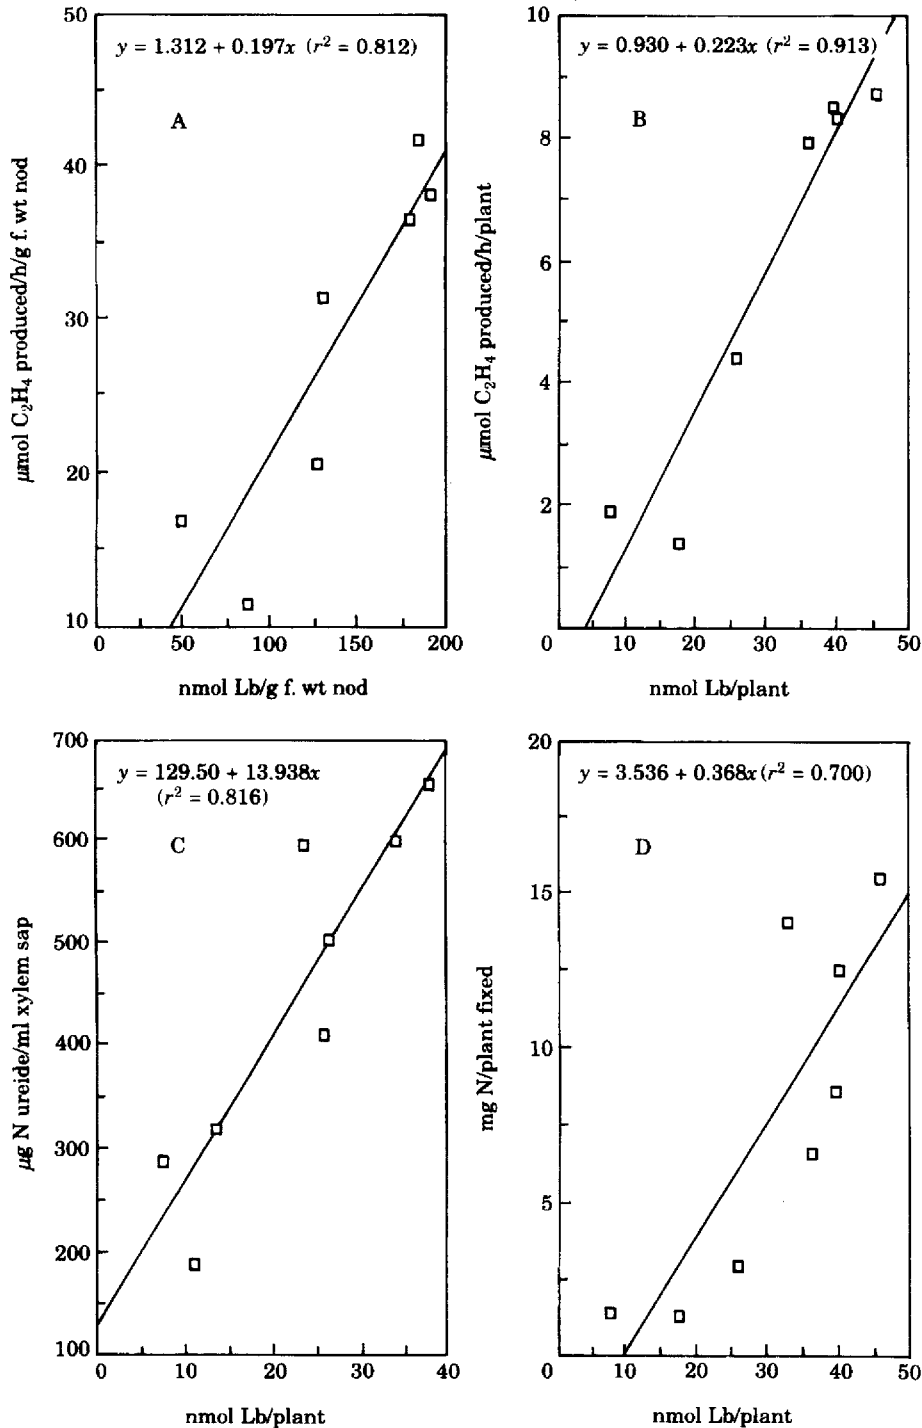 y = 1.312 + 0.197x (r² = 0.812)
A
50
40
30
20
10
0
50
100
150
200
μmol C₂H₄ produced/h/g f. wt nod
nmol Lb/g f. wt nod
y = 0.930 + 0.223x (r² = 0.913)
B
10
8
6
4
2
0
0
10
20
30
40
50
μmol C₂H₄ produced/h/plant
nmol Lb/plant
y = 129.50 + 13.938x
(r² = 0.816)
C
700
600
500
400
300
200
100
0
10
20
30
40
μg N ureide/ml xylem sap
nmol Lb/plant
y = 3.536 + 0.368x (r² = 0.700)
D
20
15
10
5
0
0
10
20
30
40
50
mg N/plant fixed
nmol Lb/plant